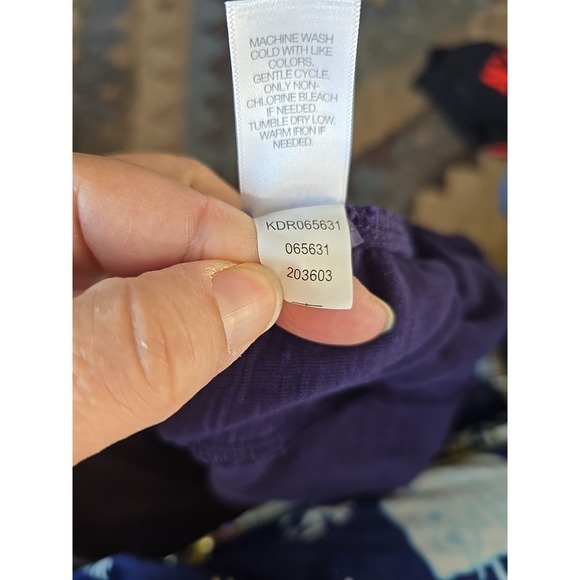 MACHINE WASH
COLD WITH LIKE
COLORS,
GENTLE CYCLE,
ONLY NON-
CHLORINE BLEACH
IF NEEDED.
TUMBLE DRY LOW,
WARM IRON IF
NEEDED.
KDR065631
065631
203603